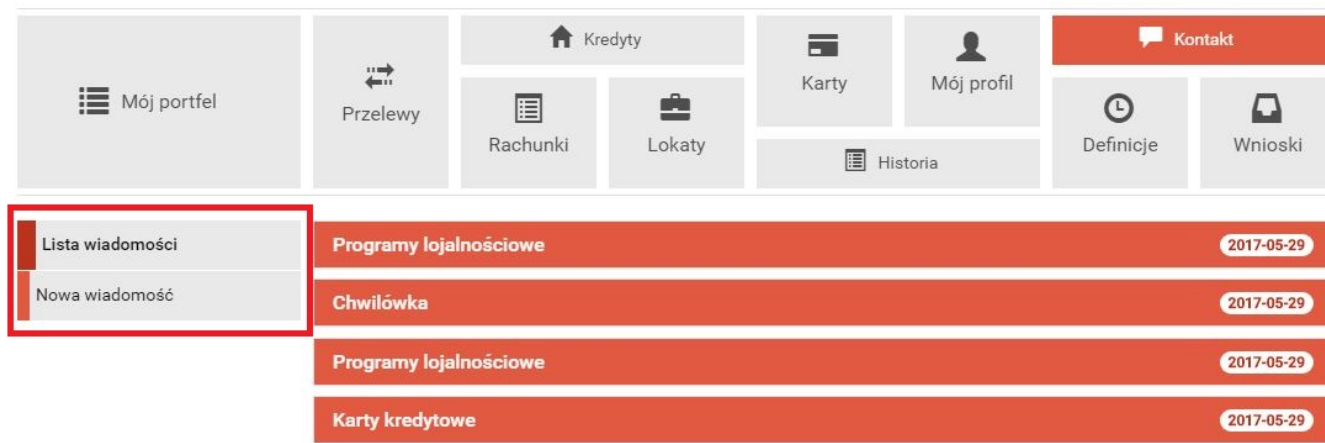 Mój portfel
Przelewy
Kredyty
Rachunki
Lokaty
Karty
Mój profil
Historia
Kontakt
Definicje
Wnioski
Lista wiadomości
Nowa wiadomość
Programy lojalnościowe 2017-05-29
Chwilówka 2017-05-29
Programy lojalnościowe 2017-05-29
Karty kredytowe 2017-05-29